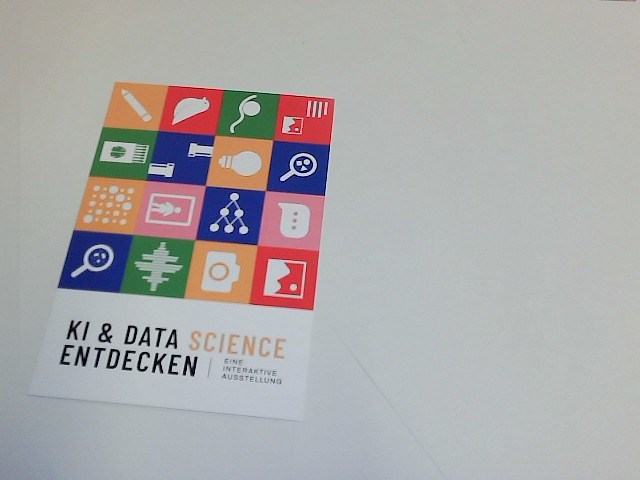 KI & DATA SCIENCE
ENTDECKEN
EINE
INTERAKTIVE
AUSSTELLUNG